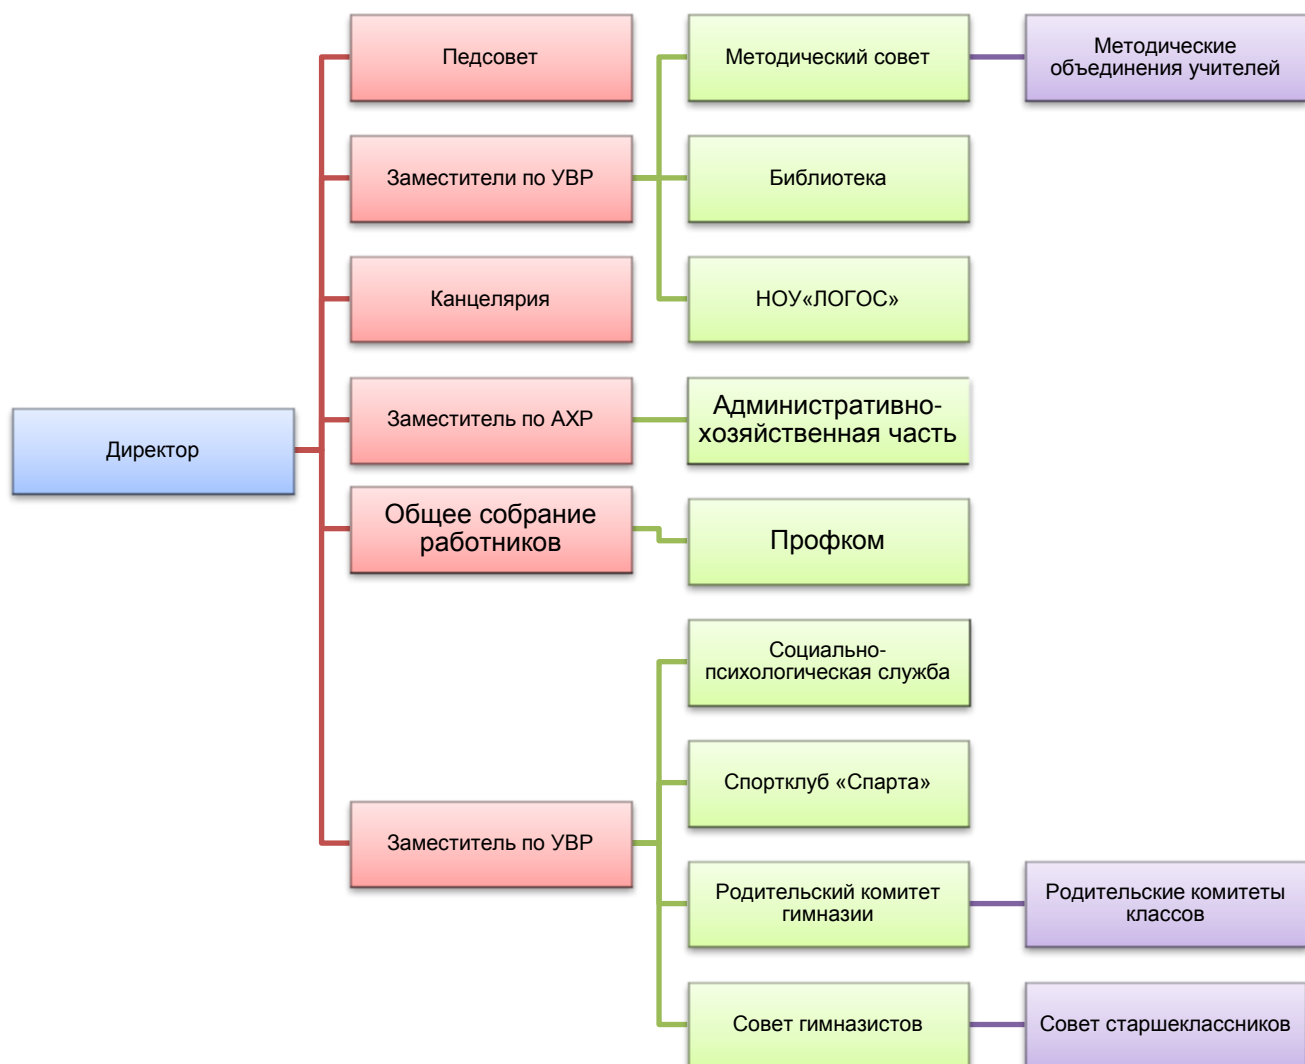 Педсовет
Методический совет
Методические
объединения учителей
Заместители по УВР
Библиотека
Канцелярия
НОУ«ЛОГОС»
Директор
Заместитель по АХР
Административно-
хозяйственная часть
Общее собрание
работников
Профком
Социально-
психологическая служба
Спортклуб «Спарта»
Заместитель по УВР
Родительский комитет
гимназии
Родительские комитеты
классов
Совет гимназистов
Совет старшеклассников